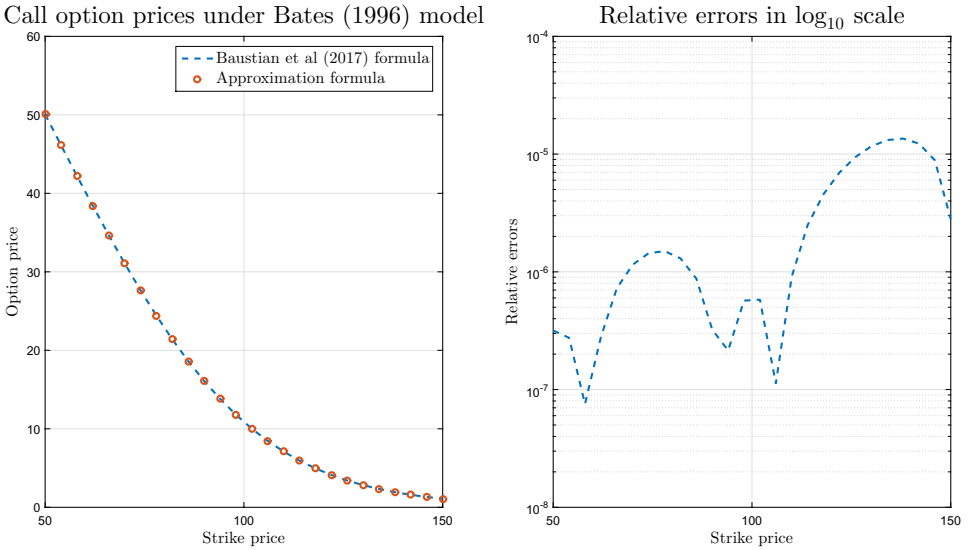 Call option prices under Bates (1996) model
60
50
40
30
20
10
0
Option price
Baustian et al (2017) formula
Approximation formula
50
100
150
Strike price
Relative errors in log₁₀ scale
10⁻⁴
10⁻⁵
10⁻⁶
10⁻⁷
10⁻⁸
Relative errors
50
100
150
Strike price